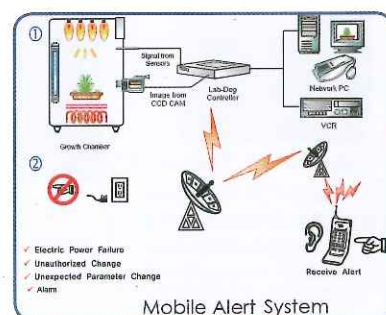 ①
Signal from
Sensors
Lab-Dog
Controller
Network PC
Image from
CCD CAM
VCR
Growth Chamber
②
✓ Electric Power Failure
✓ Unauthorized Change
✓ Unexpected Parameter Change
✓ Alarm
Receive Alert
Mobile Alert System